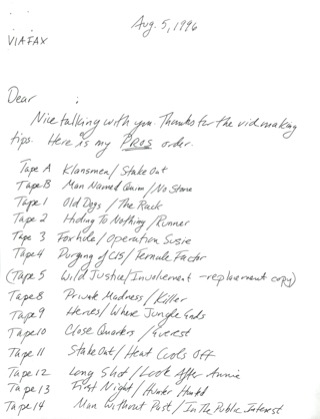 Aug. 5, 1996
VIA FAX
Dear :
Nice talking with you. Thanks for the vidmaking
tips. Here is my PROS order.
Tape A Klansmen / Stake Out
Tape B Man Named Quinn / No Stone
Tape 1 Old Dogs / The Rack
Tape 2 Hiding To Nothing / Runner
Tape 3 Foxhole / Operation Susie
Tape 4 Purging of CI5 / Female Factor
(Tape 5 Wild Justice / Involvement - replacement copy)
Tape 8 Private Madness / Killer
Tape 9 Heroes / Where Jungle Ends
Tape 10 Close Quarters / Everest
Tape 11 Stake Out / Heat Cools Off
Tape 12 Long Shot / Look After Annie
Tape 13 First Night / Hunter Hunted
Tape 14 Man Without Past / In The Public Interest